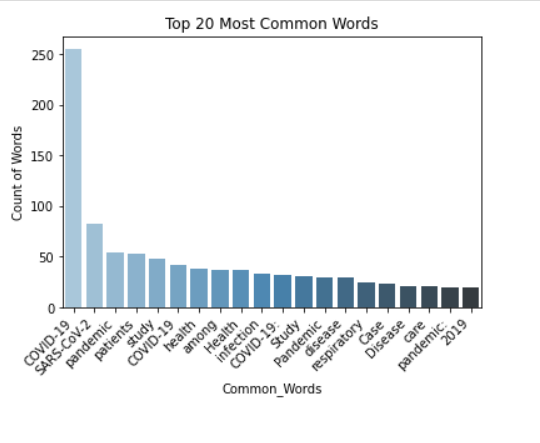 Top 20 Most Common Words
250
200
150
100
50
0
Count of Words
COVID-19
SARS-CoV-2
pandemic
patients
study
COVID-19
health
among
Health
infection
COVID-19:
Study
Pandemic
disease
respiratory
Case
Disease
care
pandemic:
2019
Common_Words